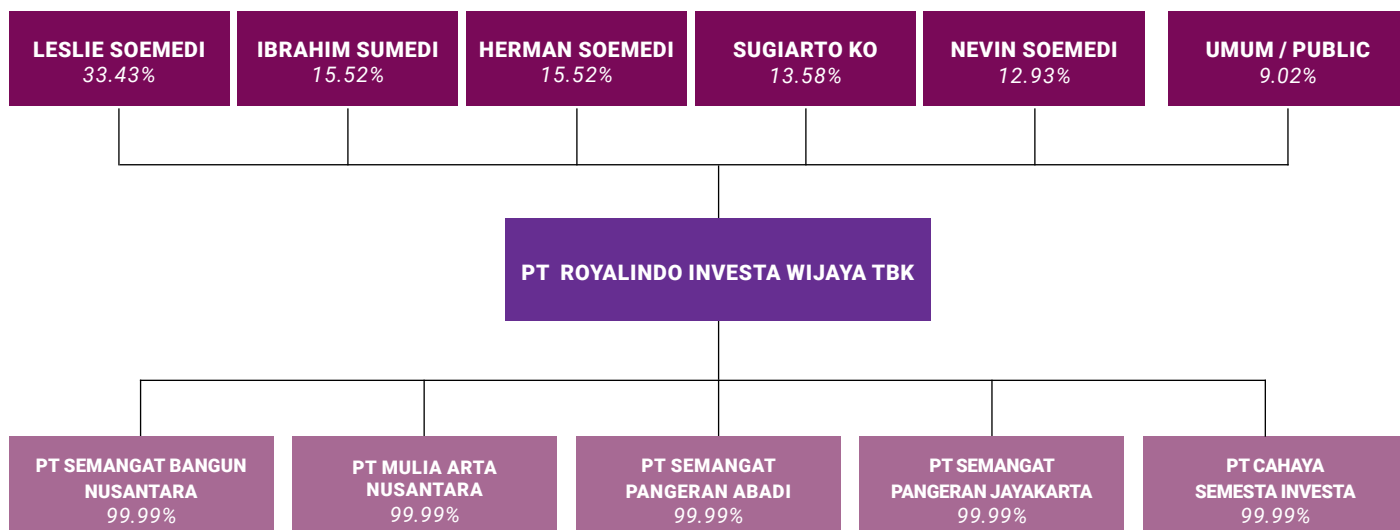 LESLIE SOEMEDI
33.43%
IBRAHIM SUMEDI
15.52%
HERMAN SOEMEDI
15.52%
SUGIARTO KO
13.58%
NEVIN SOEMEDI
12.93%
UMUM / PUBLIC
9.02%
PT ROYALINDO INVESTA WIJAYA TBK
PT SEMANGAT BANGUN
NUSANTARA
99.99%
PT MULIA ARTA
NUSANTARA
99.99%
PT SEMANGAT
PANGERAN ABADI
99.99%
PT SEMANGAT
PANGERAN JAYAKARTA
99.99%
PT CAHAYA
SEMESTA INVESTA
99.99%